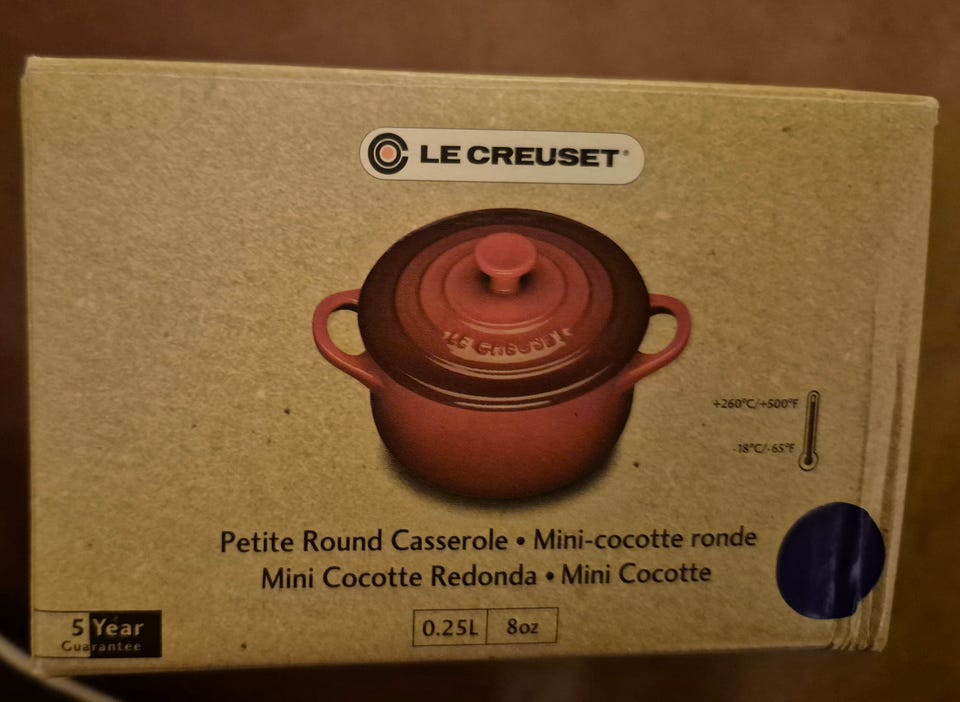 LE CREUSET®
LE CREUSET
+260°C/+500°F
-18°C/-65°F
Petite Round Casserole • Mini-cocotte ronde
Mini Cocotte Redonda • Mini Cocotte
5 Year
Guarantee
0.25L 8oz